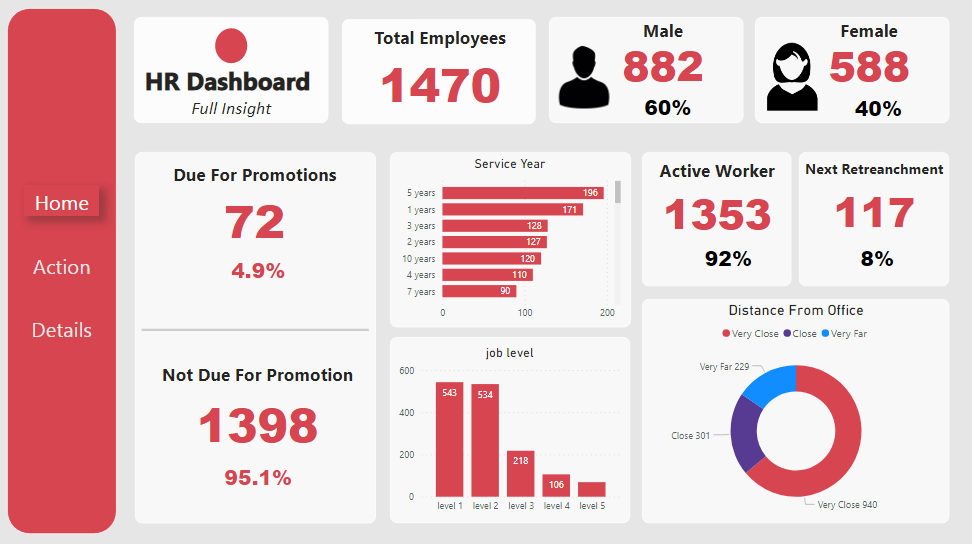 HR Dashboard
Full Insight
Total Employees
1470
Male
882
60%
Female
588
40%
Home
Action
Details
Due For Promotions
72
4.9%
Not Due For Promotion
1398
95.1%
Service Year
5 years 196
1 years 171
3 years 128
2 years 127
10 years 120
4 years 110
7 years 90
0 100 200
job level
600
400
200
0
543 534 218 106
level 1 level 2 level 3 level 4 level 5
Active Worker
1353
92%
Next Retreanchment
117
8%
Distance From Office
Very Close Close Very Far
Very Far 229
Close 301
Very Close 940